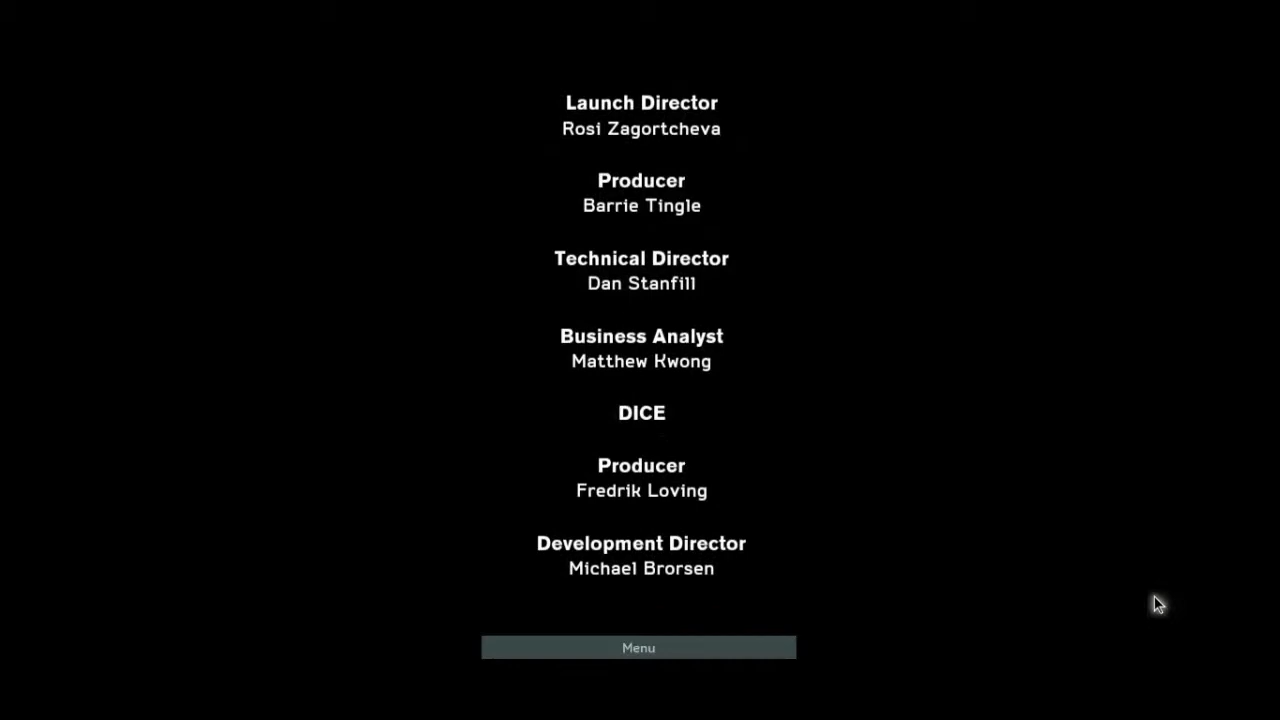 Launch Director
Rosi Zagortcheva
Producer
Barrie Tingle
Technical Director
Dan Stanfill
Business Analyst
Matthew Kwong
DICE
Producer
Fredrik Loving
Development Director
Michael Brorsen
Menu